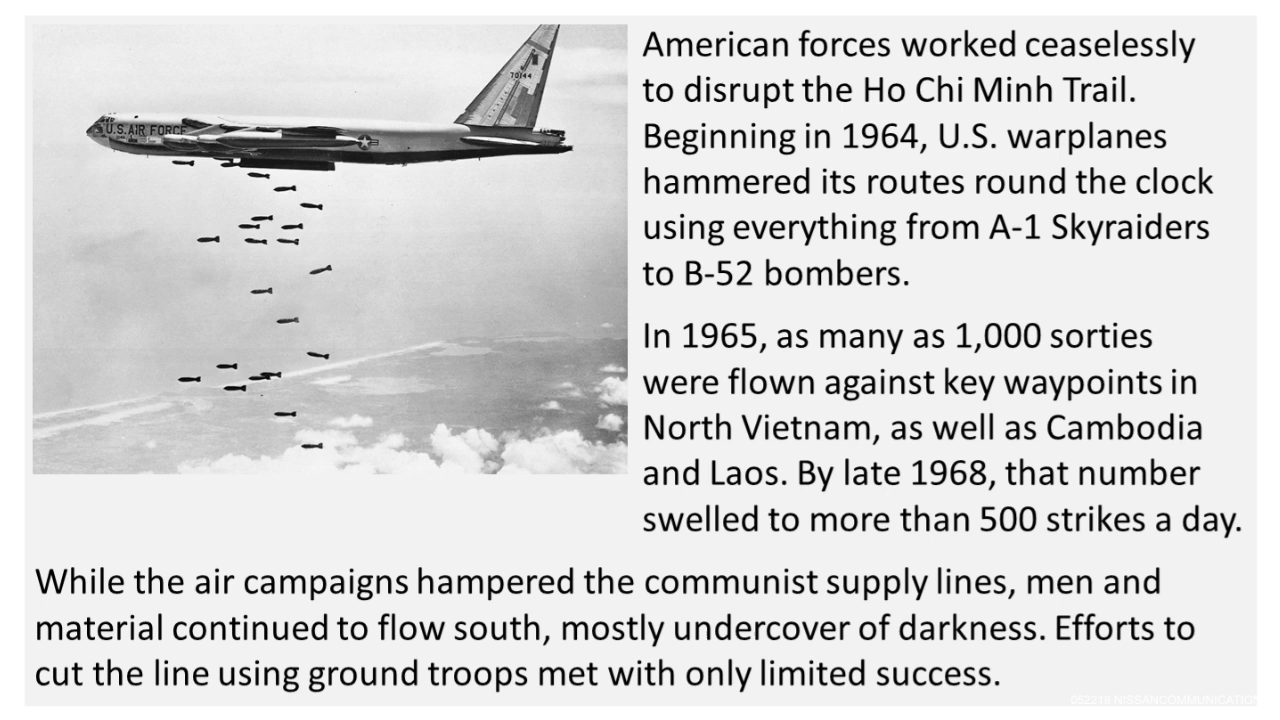 U.S. AIR FORCE
70144
American forces worked ceaselessly
to disrupt the Ho Chi Minh Trail.
Beginning in 1964, U.S. warplanes
hammered its routes round the clock
using everything from A-1 Skyraiders
to B-52 bombers.
In 1965, as many as 1,000 sorties
were flown against key waypoints in
North Vietnam, as well as Cambodia
and Laos. By late 1968, that number
swelled to more than 500 strikes a day.
While the air campaigns hampered the communist supply lines, men and
material continued to flow south, mostly undercover of darkness. Efforts to
cut the line using ground troops met with only limited success.
052219 NISSANCOMMUNICATION